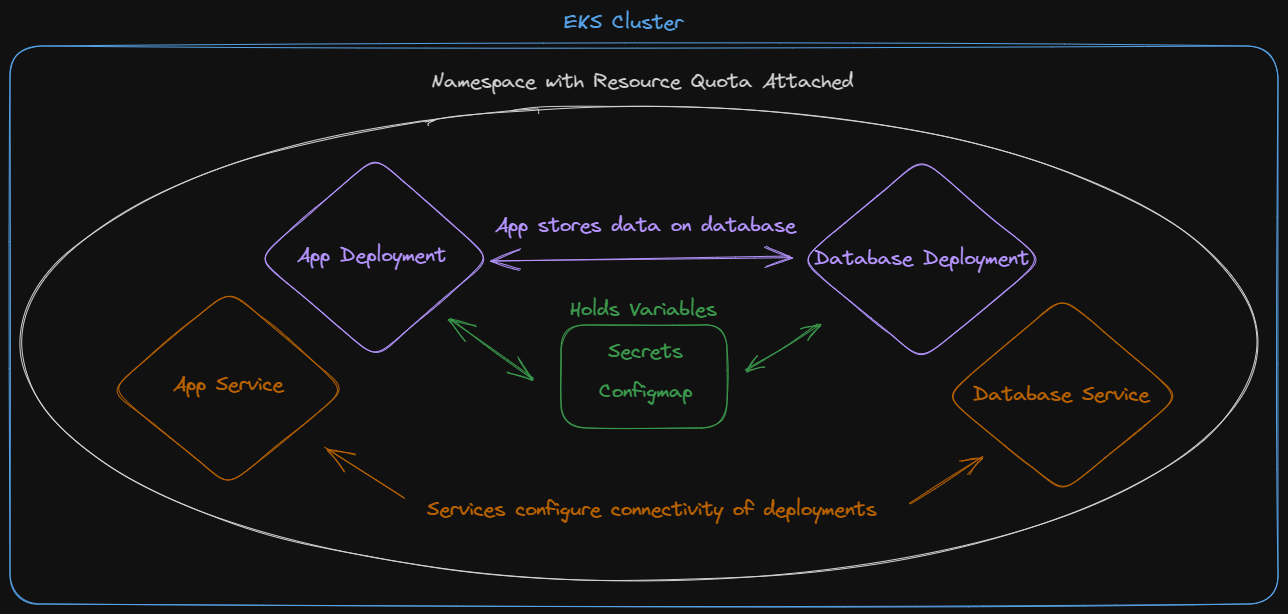 EKS Cluster
Namespace with Resource Quota Attached
App stores data on database
App Deployment
Database Deployment
Holds Variables
Secrets
Configmap
App Service
Database Service
Services configure connectivity of deployments